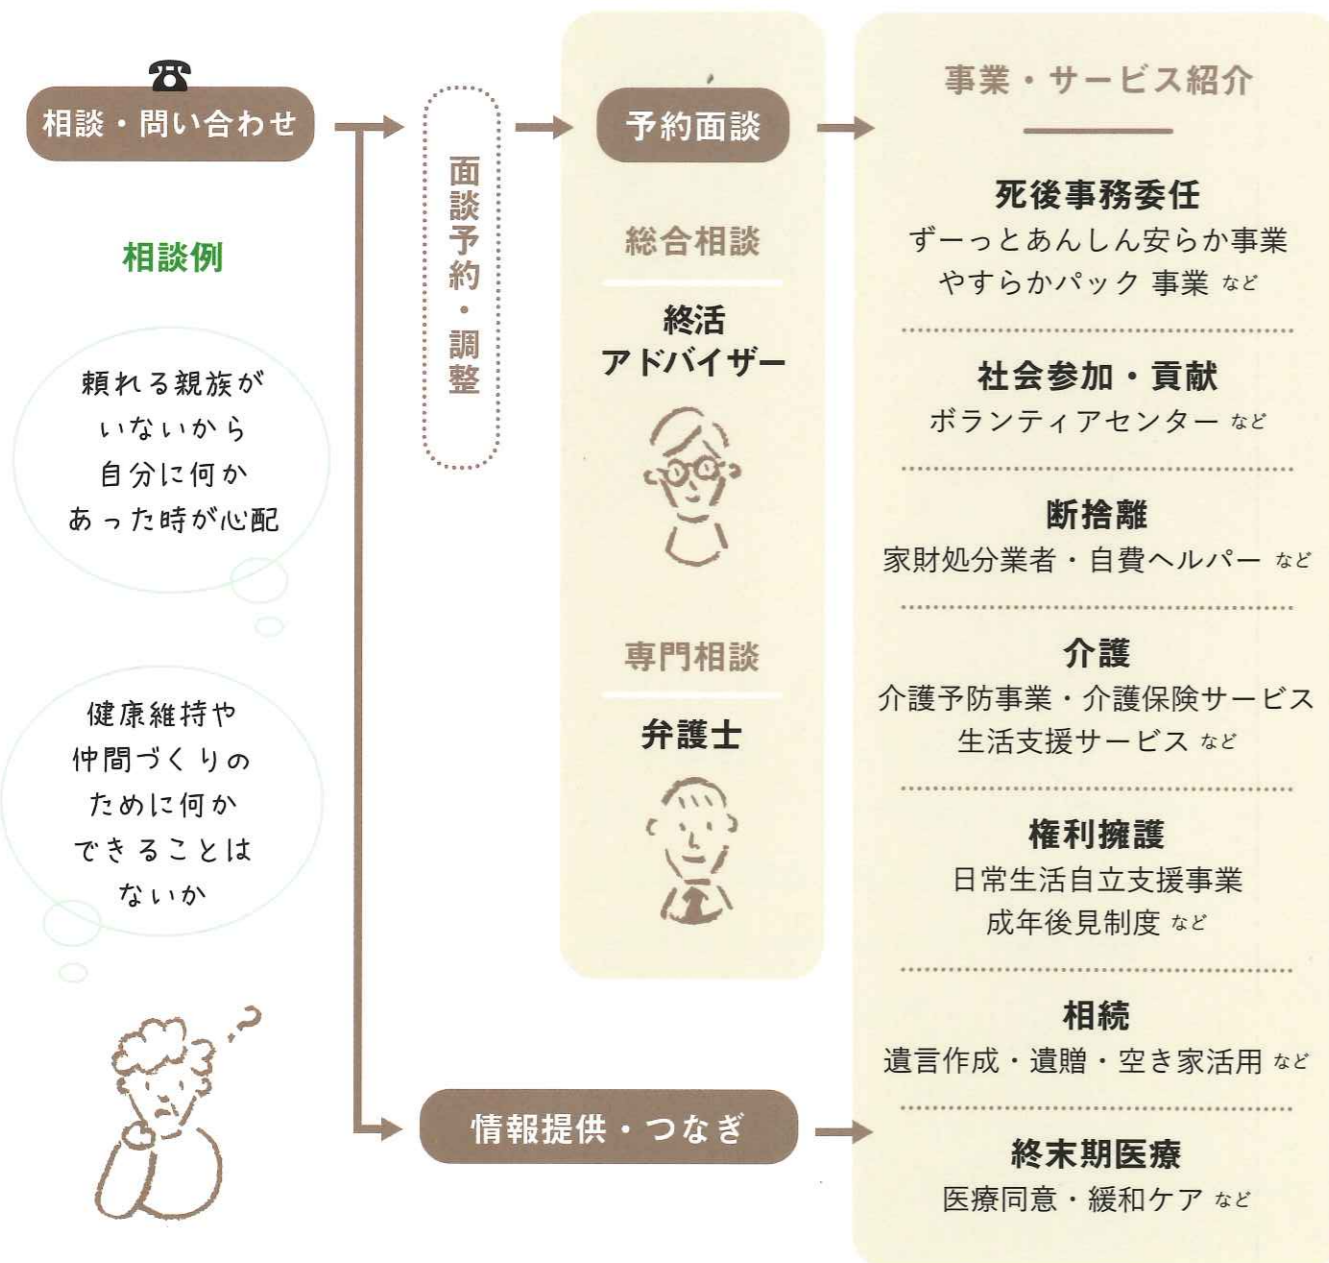 相談・問い合わせ
相談例
頼れる親族が
いないから
自分に何か
あった時が心配
健康維持や
仲間づくりの
ために何か
できることは
ないか
面談予約・調整
予約面談
総合相談
終活
アドバイザー
専門相談
弁護士
情報提供・つなぎ
事業・サービス紹介
死後事務委任
ずーっとあんしん安らか事業
やすらかパック 事業 など
社会参加・貢献
ボランティアセンター など
断捨離
家財処分業者・自費ヘルパー など
介護
介護予防事業・介護保険サービス
生活支援サービス など
権利擁護
日常生活自立支援事業
成年後見制度 など
相続
遺言作成・遺贈・空き家活用 など
終末期医療
医療同意・緩和ケア など